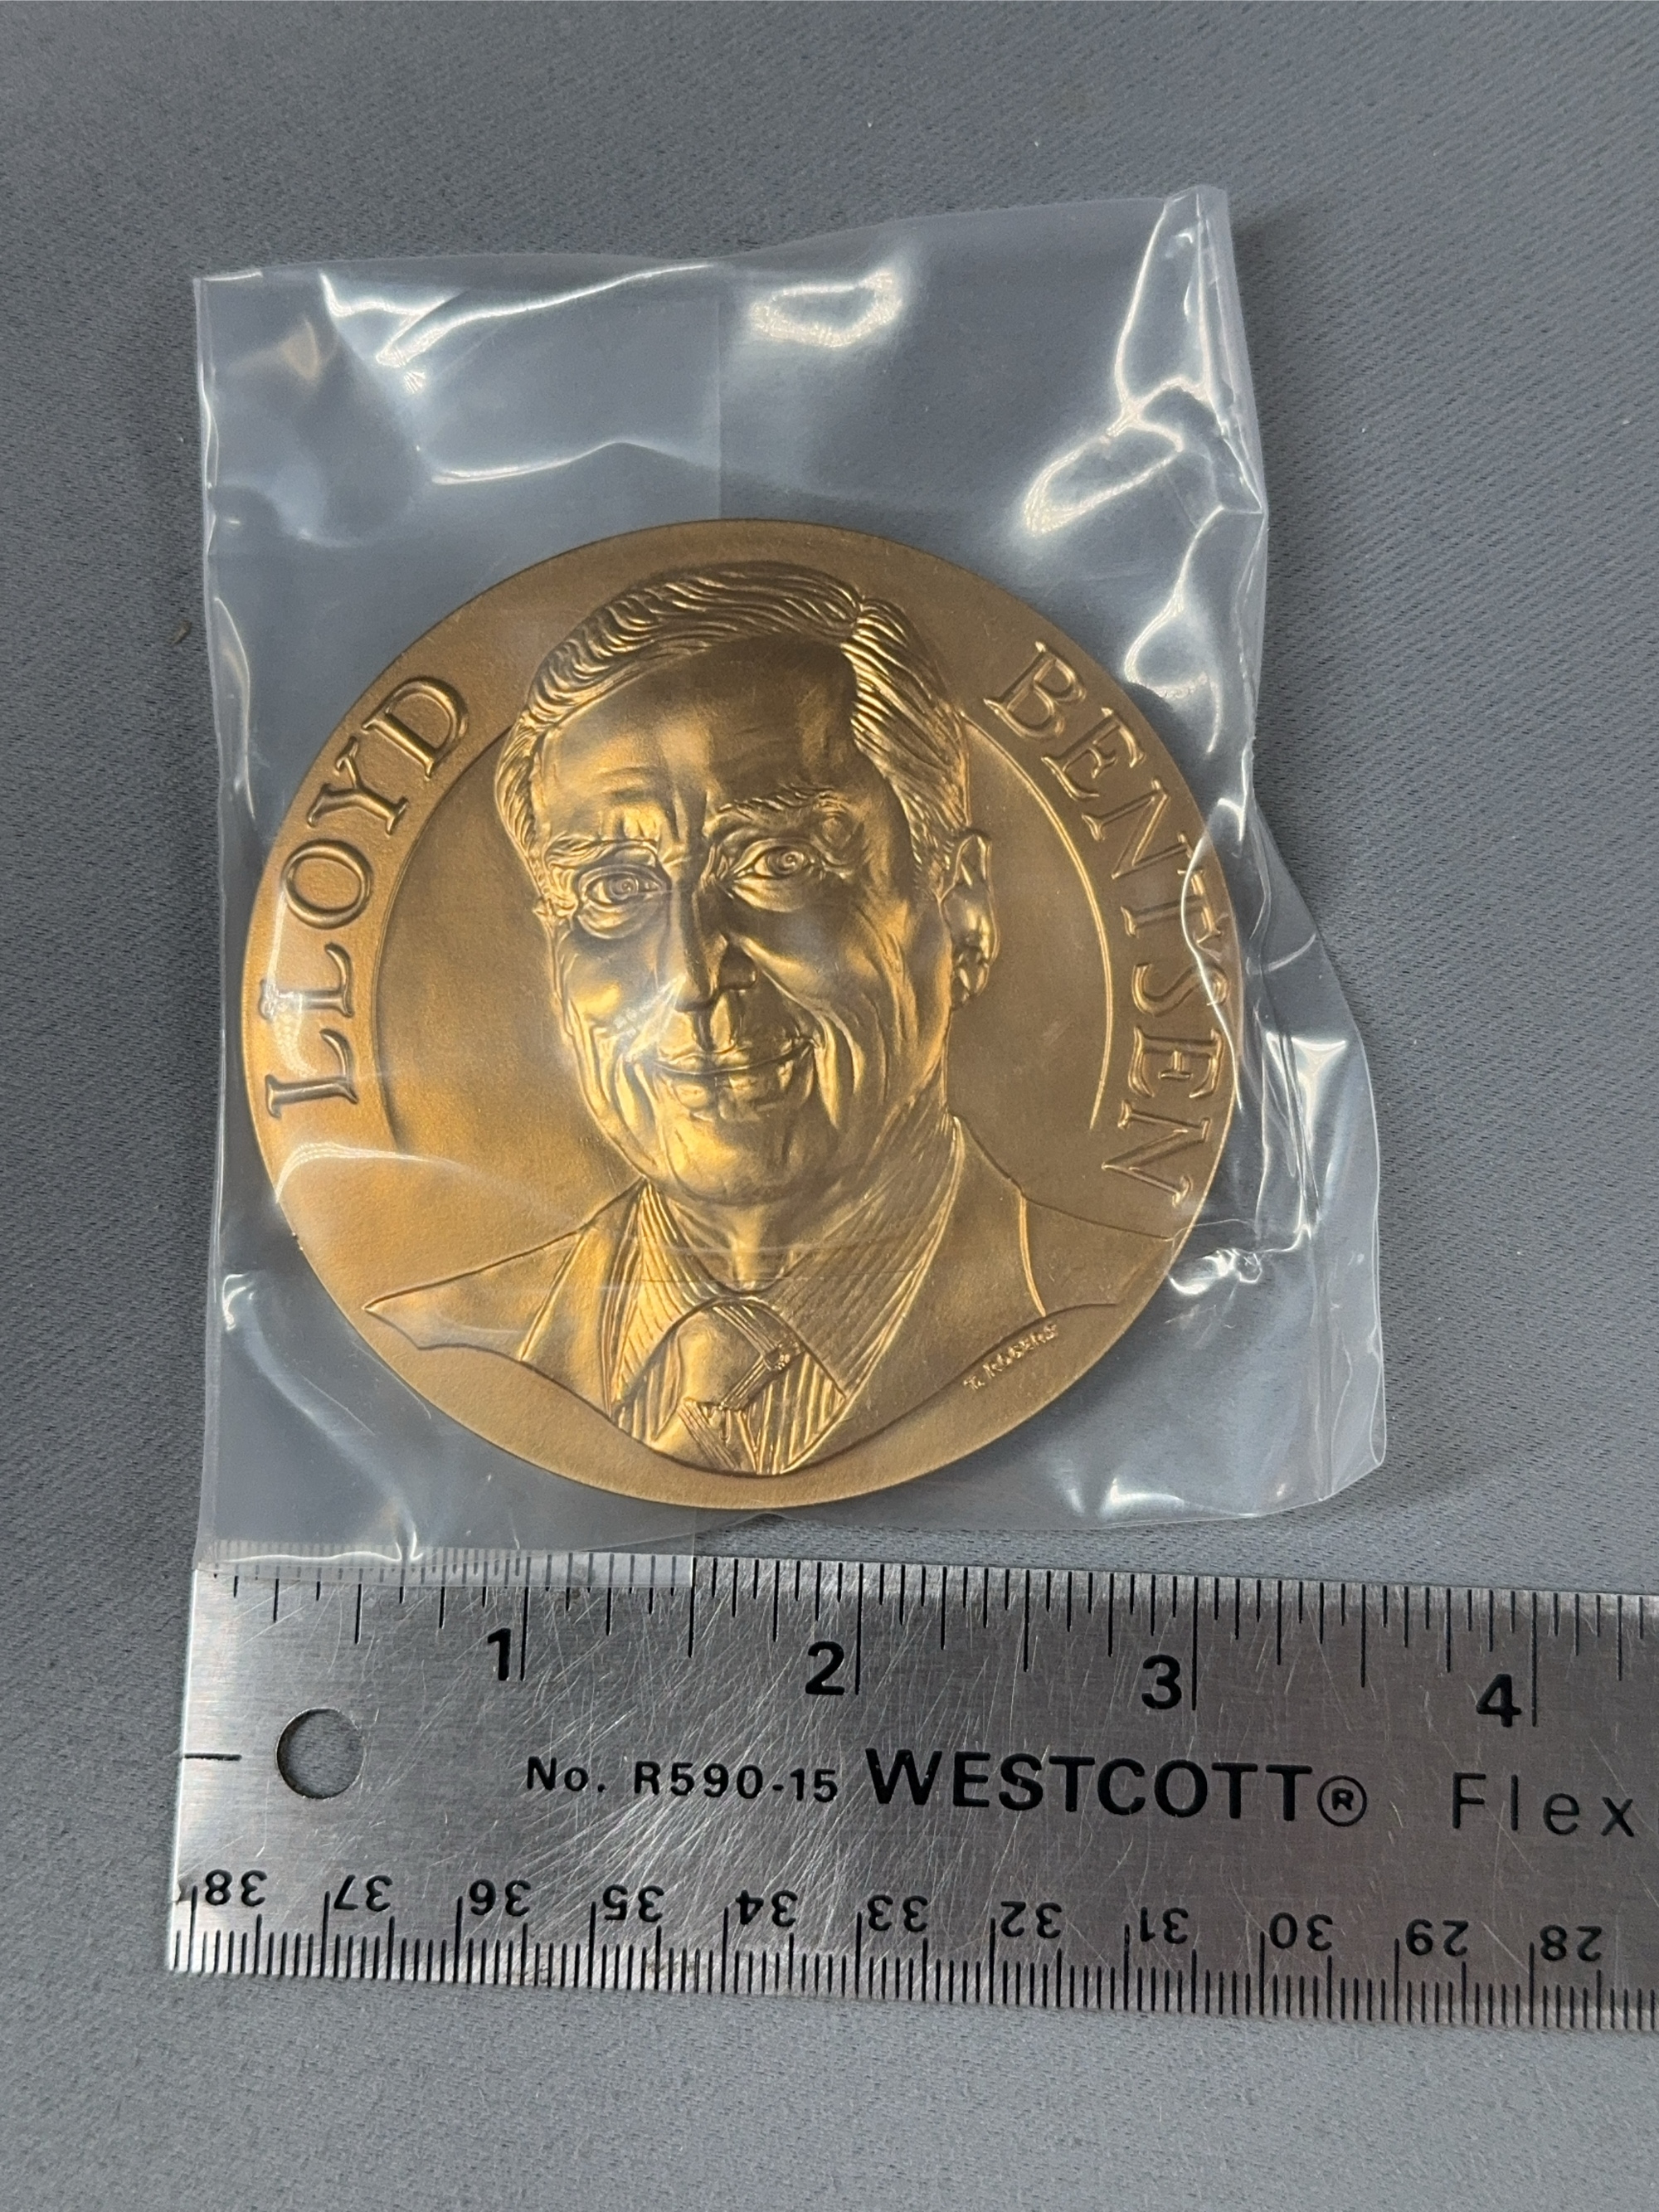 LLOYD BENTSEN
T. ROGERS
1 2 3 4
No. R590-15 WESTCOTT® Flex
38 37 36 35 34 33 32 31 30 29 28